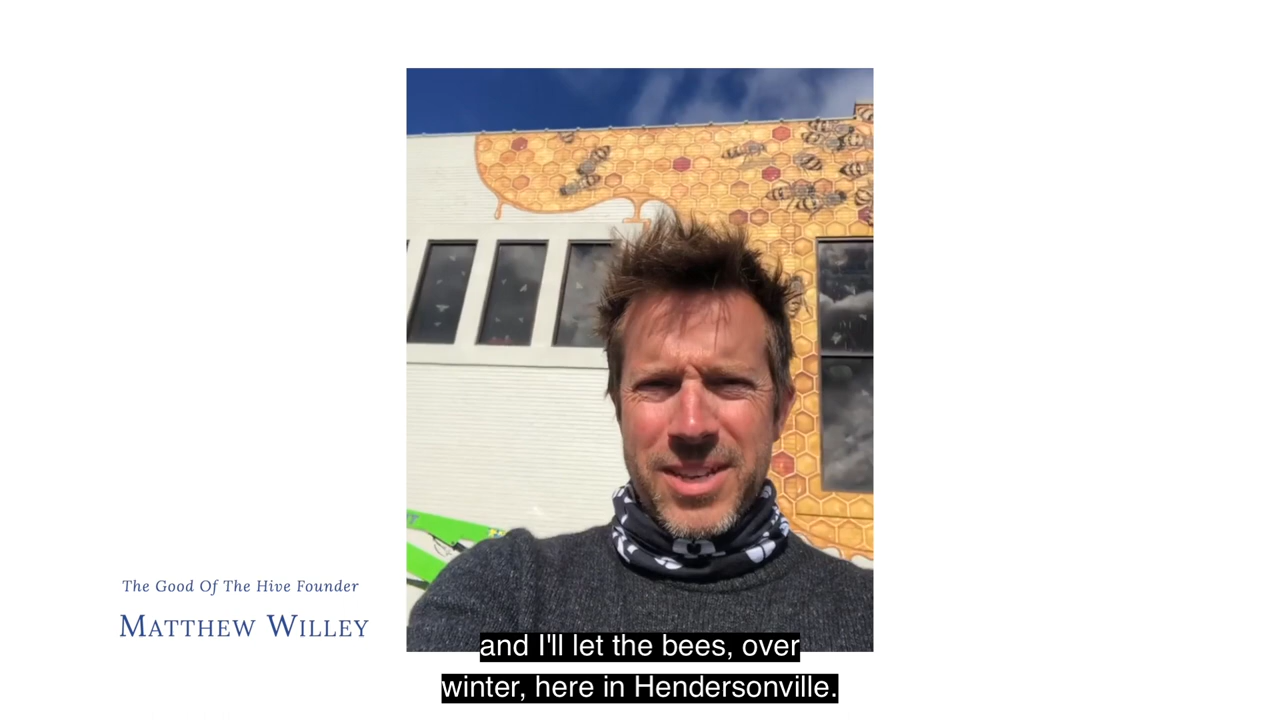 The Good Of The Hive Founder
Matthew Willey
and I'll let the bees, over
winter, here in Hendersonville.